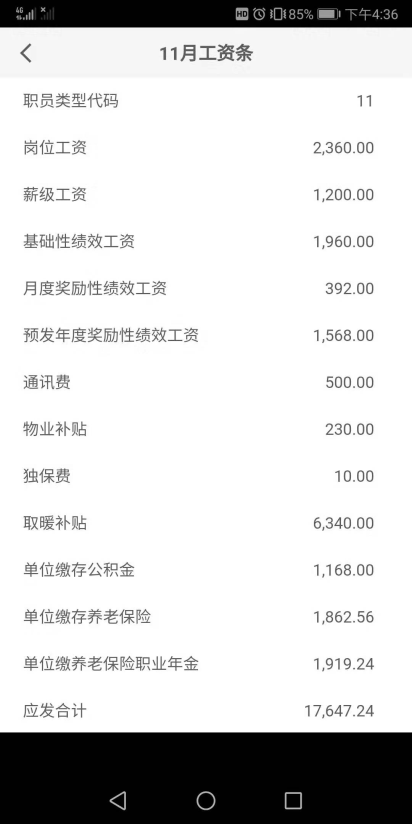 4G 85% 下午4:36
11月工资条
职员类型代码 11
岗位工资 2,360.00
薪级工资 1,200.00
基础性绩效工资 1,960.00
月度奖励性绩效工资 392.00
预发年度奖励性绩效工资 1,568.00
通讯费 500.00
物业补贴 230.00
独保费 10.00
取暖补贴 6,340.00
单位缴存公积金 1,168.00
单位缴存养老保险 1,862.56
单位缴养老保险职业年金 1,919.24
应发合计 17,647.24